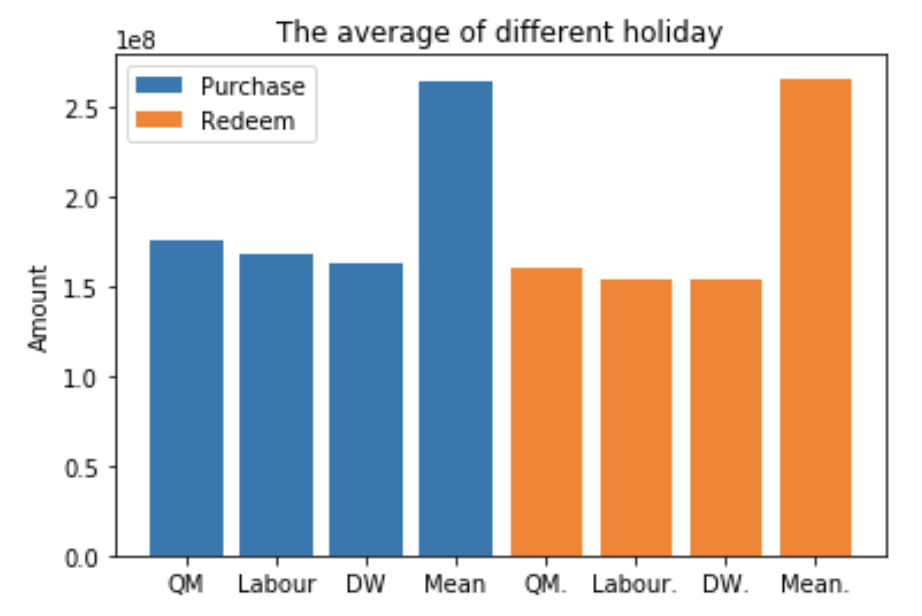 The average of different holiday
1e8
Purchase
Redeem
2.5
2.0
1.5
1.0
0.5
0.0
Amount
QM Labour DW Mean QM. Labour. DW. Mean.